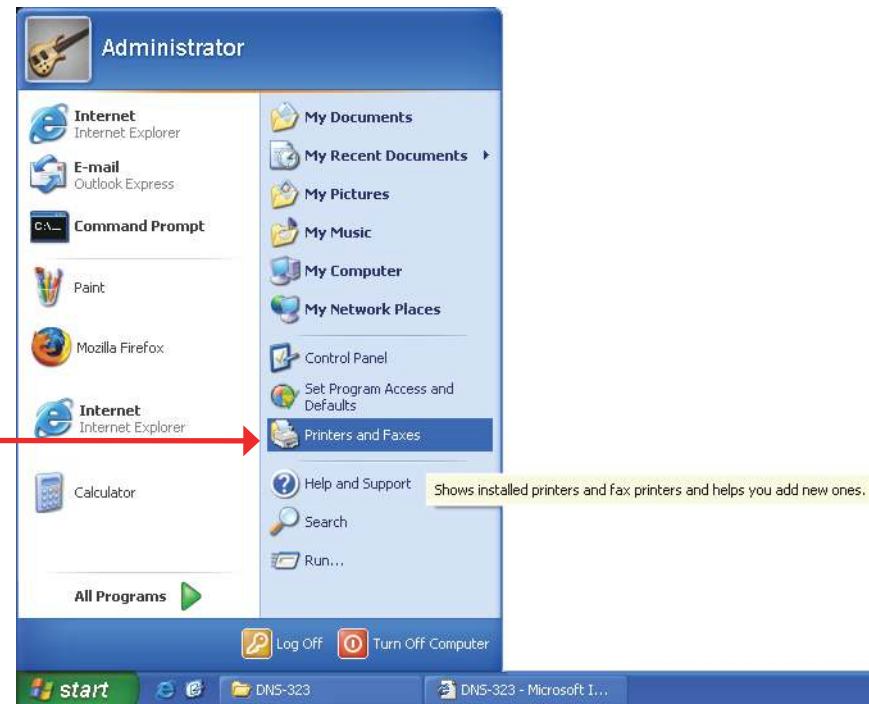 Administrator
Internet
Internet Explorer
E-mail
Outlook Express
C:\_
Command Prompt
Paint
Mozilla Firefox
Internet
Internet Explorer
Calculator
All Programs
My Documents
My Recent Documents
My Pictures
My Music
My Computer
My Network Places
Control Panel
Set Program Access and
Defaults
Printers and Faxes
Help and Support
Shows installed printers and fax printers and helps you add new ones.
Search
Run...
Log Off
Turn Off Computer
start
DNS-323
DNS-323 - Microsoft I...